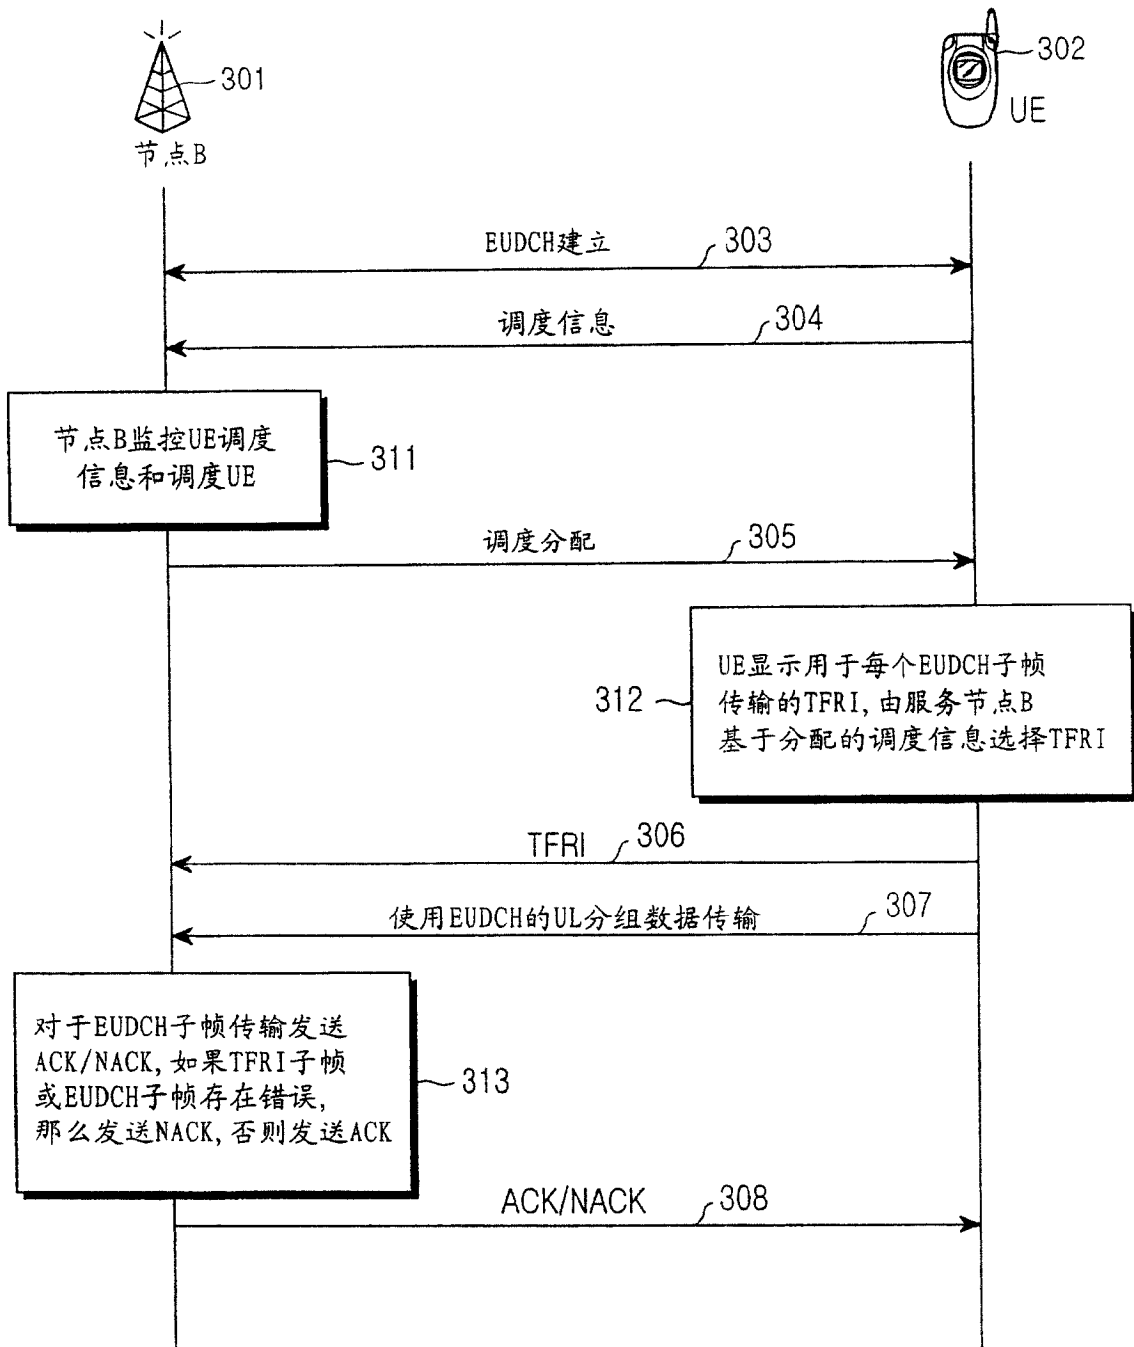 301
302
节点B
UE
EUDCH建立
303
调度信息
304
节点B监控UE调度
信息和调度UE
311
调度分配
305
UE显示用于每个EUDCH子帧
传输的TFRI,由服务节点B
基于分配的调度信息选择TFRI
312
TFRI
306
使用EUDCH的UL分组数据传输
307
对于EUDCH子帧传输发送
ACK/NACK,如果TFRI子帧
或EUDCH子帧存在错误,
那么发送NACK,否则发送ACK
313
ACK/NACK
308